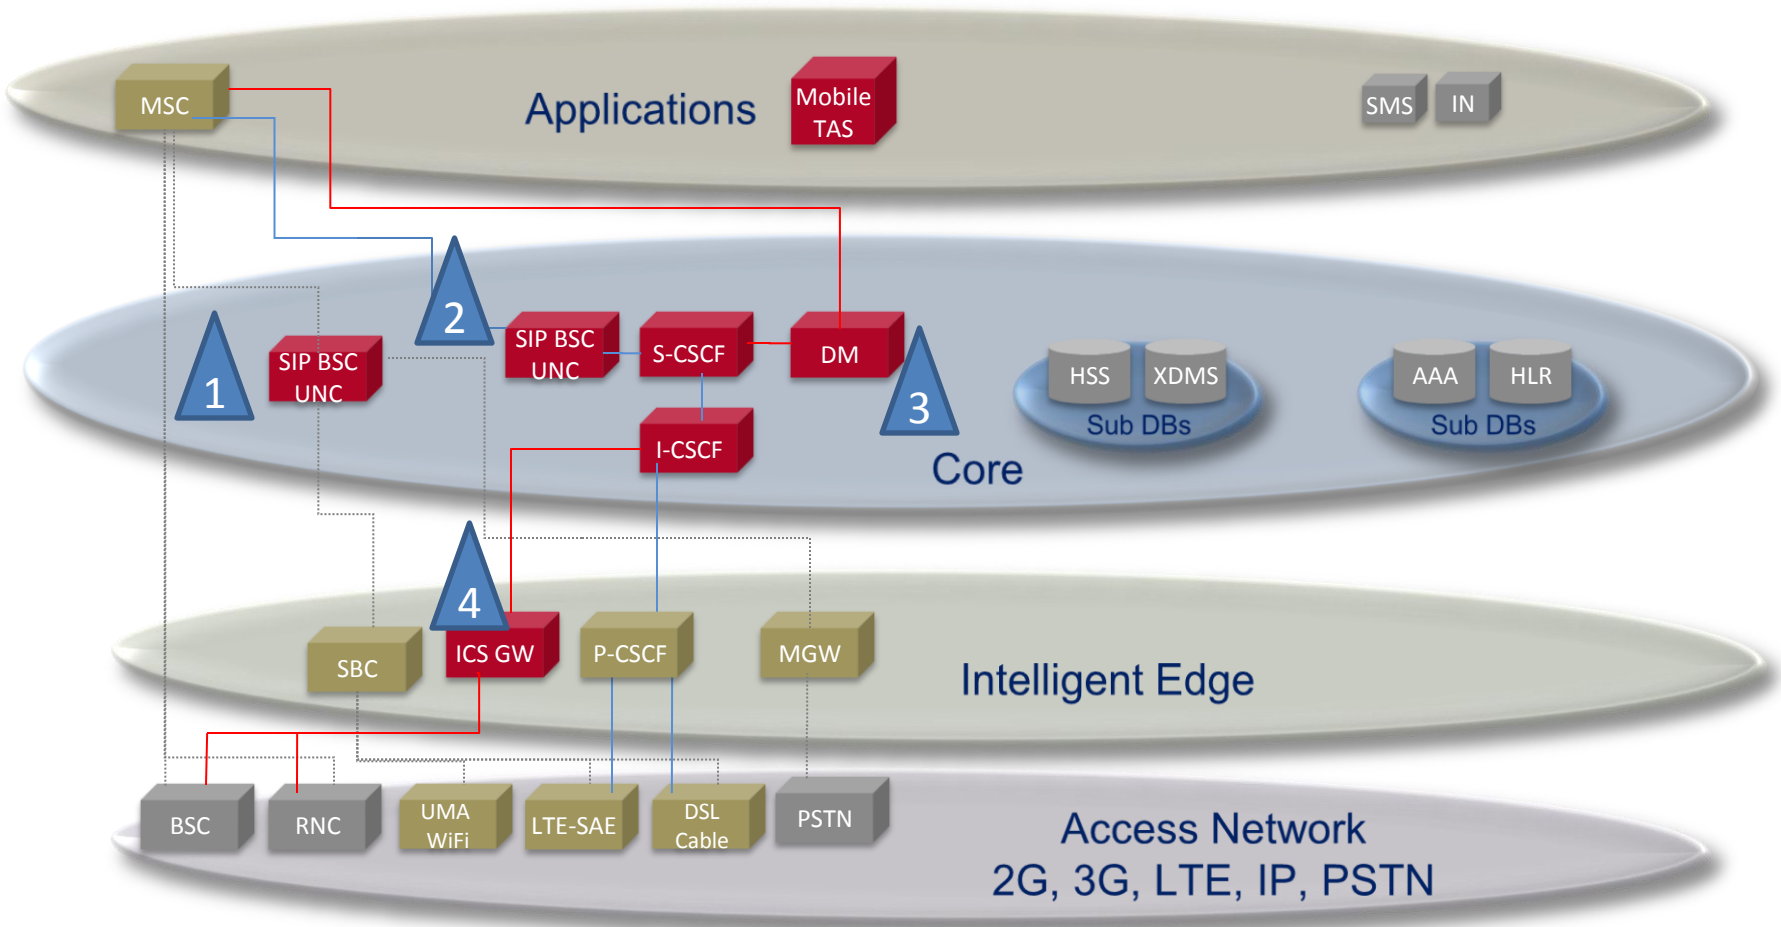 MSC
Applications
Mobile
TAS
SMS
IN
1
SIP BSC
UNC
2
SIP BSC
UNC
S-CSCF
DM
3
I-CSCF
HSS
XDMS
Sub DBs
AAA
HLR
Sub DBs
Core
4
SBC
ICS GW
P-CSCF
MGW
Intelligent Edge
BSC
RNC
UMA
WiFi
LTE-SAE
DSL
Cable
PSTN
Access Network
2G, 3G, LTE, IP, PSTN